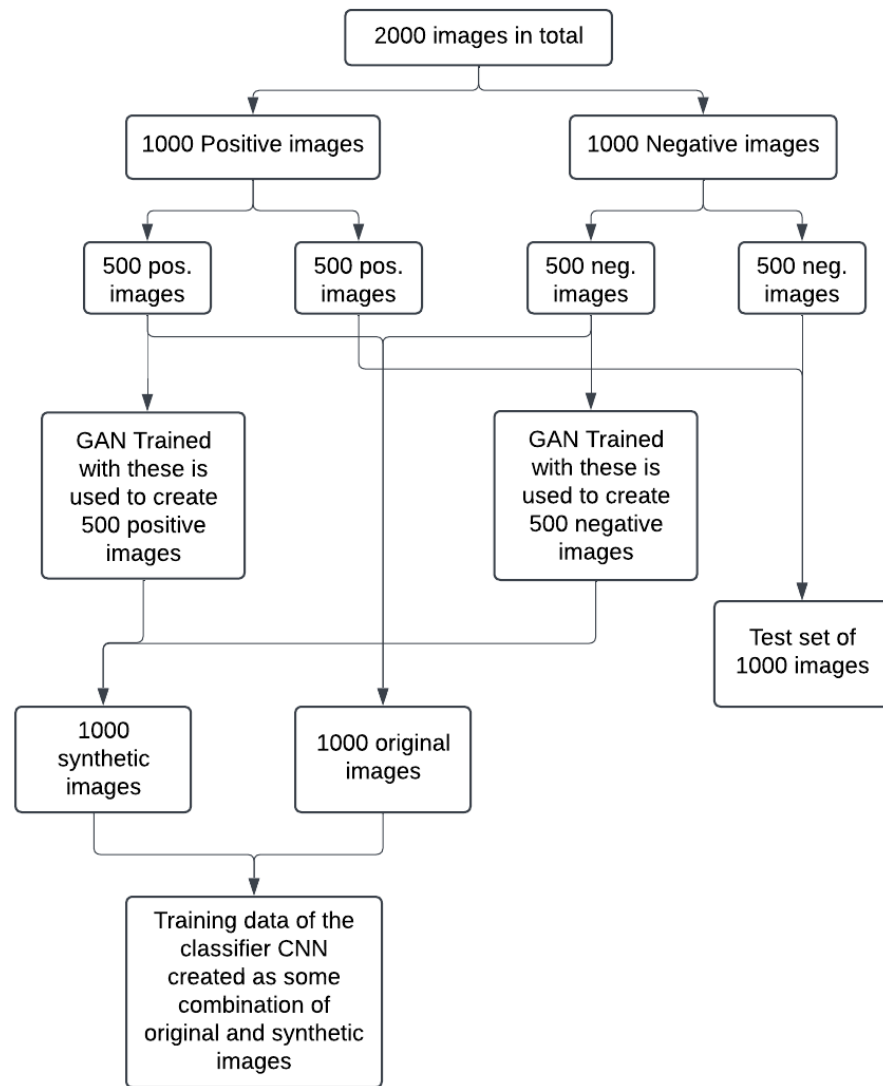 2000 images in total
1000 Positive images
1000 Negative images
500 pos.
images
500 pos.
images
500 neg.
images
500 neg.
images
GAN Trained
with these is
used to create
500 positive
images
GAN Trained
with these is
used to create
500 negative
images
Test set of
1000 images
1000
synthetic
images
1000 original
images
Training data of the
classifier CNN
created as some
combination of
original and synthetic
images